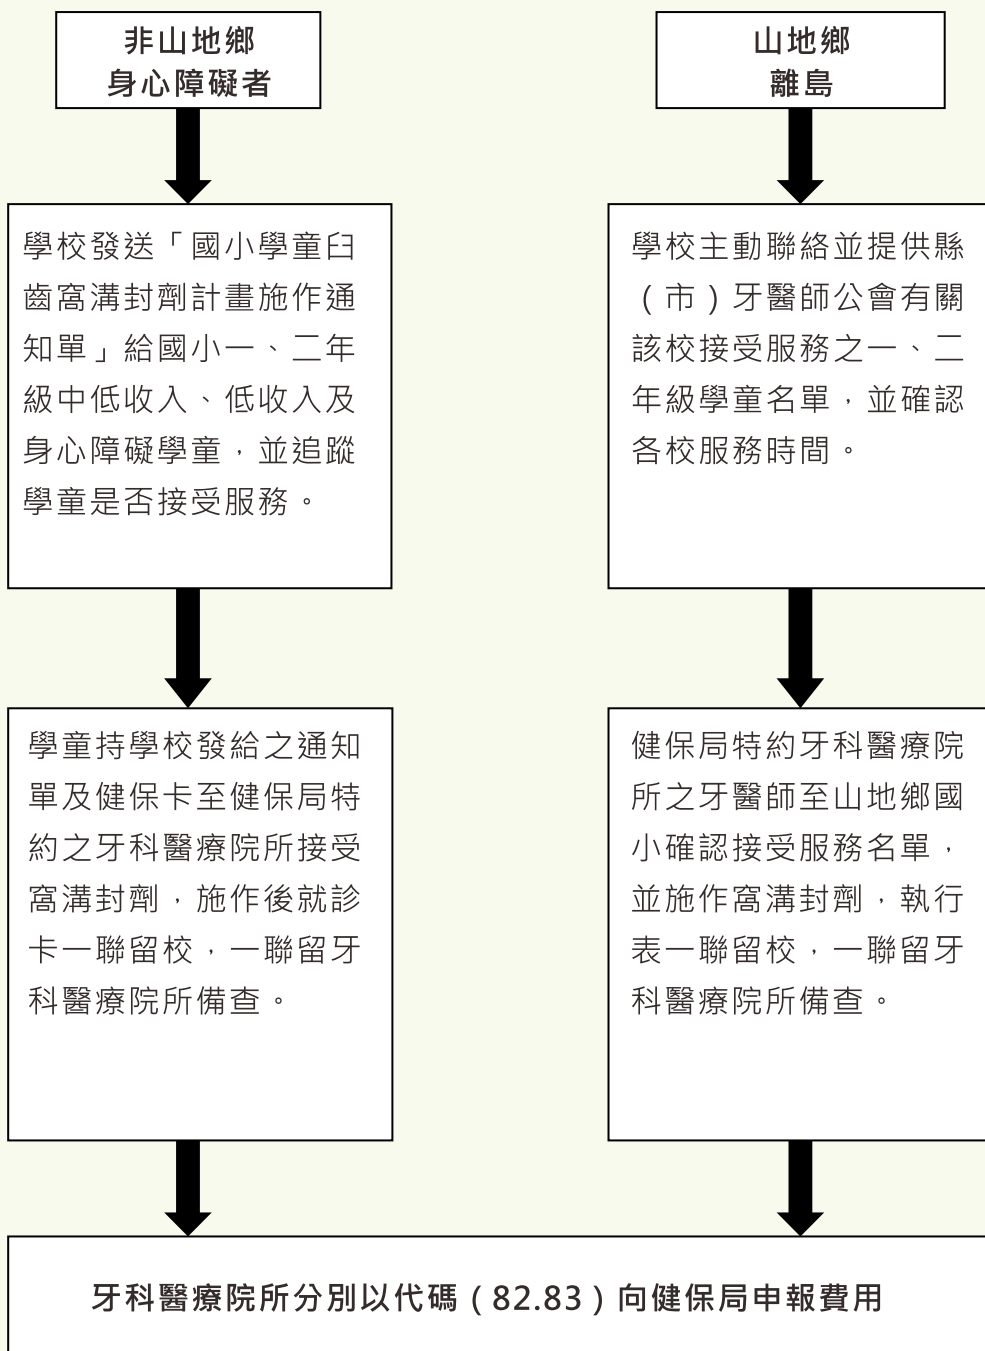 非山地鄉
身心障礙者
學校發送「國小學童臼
齒窩溝封劑計畫施作通
知單」給國小一、二年
級中低收入、低收入及
身心障礙學童，並追蹤
學童是否接受服務。
學童持學校發給之通知
單及健保卡至健保局特
約之牙科醫療院所接受
窩溝封劑，施作後就診
卡一聯留校，一聯留牙
科醫療院所備查。
山地鄉
離島
學校主動聯絡並提供縣
（市）牙醫師公會有關
該校接受服務之一、二
年級學童名單，並確認
各校服務時間。
健保局特約牙科醫療院
所之牙醫師至山地鄉國
小確認接受服務名單，
並施作窩溝封劑，執行
表一聯留校，一聯留牙
科醫療院所備查。
牙科醫療院所分別以代碼（82.83）向健保局申報費用